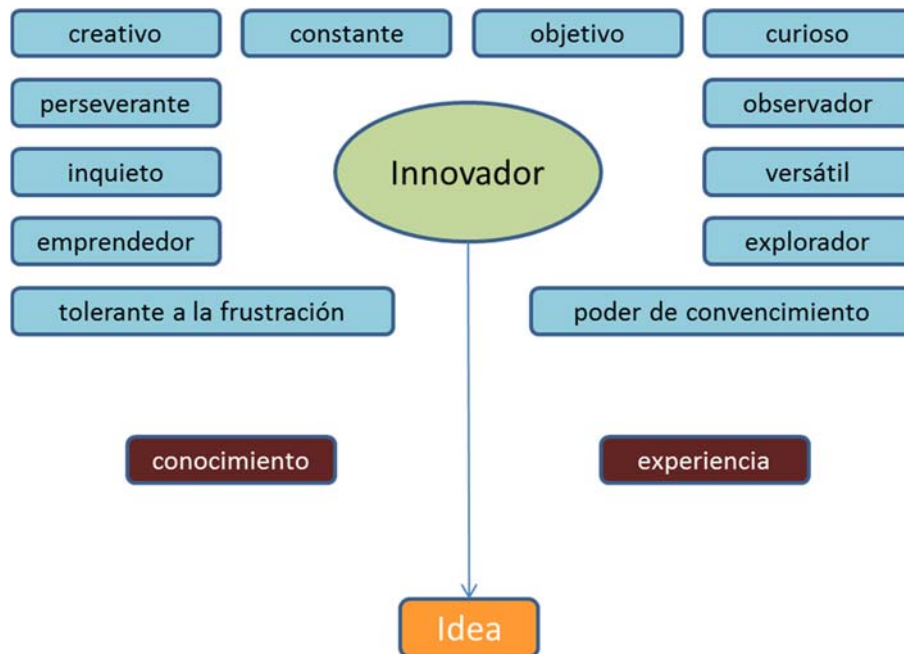 creativo
constante
objetivo
curioso
perseverante
observador
Innovador
inquieto
versátil
emprendedor
explorador
tolerante a la frustración
poder de convencimiento
conocimiento
experiencia
Idea